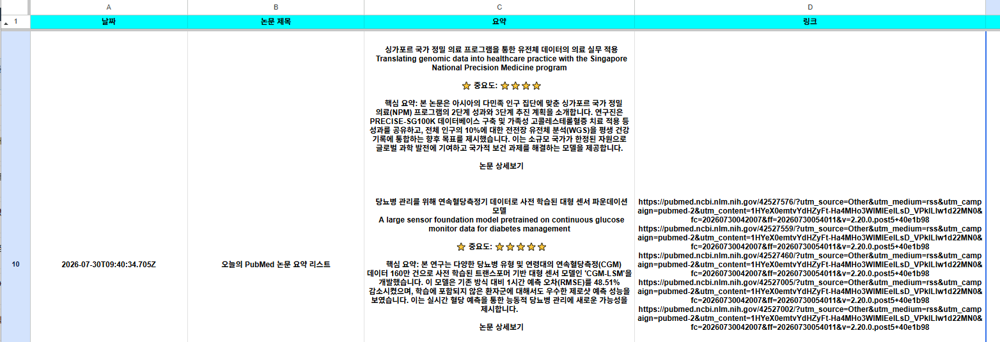 A B C D
1 날짜 논문 제목 요약 링크
싱가포르 국가 정밀 의료 프로그램을 통한 유전체 데이터의 의료 실무 적용
Translating genomic data into healthcare practice with the Singapore
National Precision Medicine program
⭐ 중요도: ⭐⭐⭐⭐
핵심 요약: 본 논문은 아시아의 다민족 인구 집단에 맞춘 싱가포르 국가 정밀
의료(NPM) 프로그램의 2단계 성과와 3단계 추진 계획을 소개합니다. 연구진은
PRECISE-SG100K 데이터베이스 구축 및 가족성 고콜레스테롤혈증 치료 적용 등
성과를 공유하고, 전체 인구의 10%에 대한 전전장 유전체 분석(WGS)을 평생 건강
기록에 통합하는 향후 목표를 제시했습니다. 이는 소규모 국가가 한정된 자원으로
글로벌 과학 발전에 기여하고 국가적 보건 과제를 해결하는 모델을 제공합니다.
논문 상세보기
당뇨병 관리를 위해 연속혈당측정기 데이터로 사전 학습된 대형 센서 파운데이션
모델
A large sensor foundation model pretrained on continuous glucose
monitor data for diabetes management
⭐ 중요도: ⭐⭐⭐⭐⭐
10 2026-07-30T09:40:34.705Z 오늘의 PubMed 논문 요약 리스트
핵심 요약: 본 연구는 다양한 당뇨병 유형 및 연령대의 연속혈당측정(CGM)
데이터 160만 건으로 사전 학습된 트랜스포머 기반 대형 센서 모델인 'CGM-LSM'을
개발했습니다. 이 모델은 기존 방식 대비 1시간 예측 오차(RMSE)를 48.51%
감소시켰으며, 학습에 포함되지 않은 환자군에 대해서도 우수한 제로샷 예측 성능을
보였습니다. 이는 실시간 혈당 예측을 통한 능동적 당뇨병 관리에 새로운 가능성을
제시합니다.
논문 상세보기
https://pubmed.ncbi.nlm.nih.gov/42527576/?utm_source=Other&utm_medium=rss&utm_camp
aign=pubmed-2&utm_content=1HYeX0emtvYdHZyFt-Ha4MHo3WIMIEeILsD_VPkILIw1d22MN0&
fc=20260730042007&ff=20260730054011&v=2.20.0.post5+40e1b98
https://pubmed.ncbi.nlm.nih.gov/42527559/?utm_source=Other&utm_medium=rss&utm_camp
aign=pubmed-2&utm_content=1HYeX0emtvYdHZyFt-Ha4MHo3WIMIEeILsD_VPkILIw1d22MN0&
fc=20260730042007&ff=20260730054011&v=2.20.0.post5+40e1b98
https://pubmed.ncbi.nlm.nih.gov/42527460/?utm_source=Other&utm_medium=rss&utm_camp
aign=pubmed-2&utm_content=1HYeX0emtvYdHZyFt-Ha4MHo3WIMIEeILsD_VPkILIw1d22MN0&
fc=20260730042007&ff=20260730054011&v=2.20.0.post5+40e1b98
https://pubmed.ncbi.nlm.nih.gov/42527005/?utm_source=Other&utm_medium=rss&utm_camp
aign=pubmed-2&utm_content=1HYeX0emtvYdHZyFt-Ha4MHo3WIMIEeILsD_VPkILIw1d22MN0&
fc=20260730042007&ff=20260730054011&v=2.20.0.post5+40e1b98
https://pubmed.ncbi.nlm.nih.gov/42527002/?utm_source=Other&utm_medium=rss&utm_camp
aign=pubmed-2&utm_content=1HYeX0emtvYdHZyFt-Ha4MHo3WIMIEeILsD_VPkILIw1d22MN0&
fc=20260730042007&ff=20260730054011&v=2.20.0.post5+40e1b98